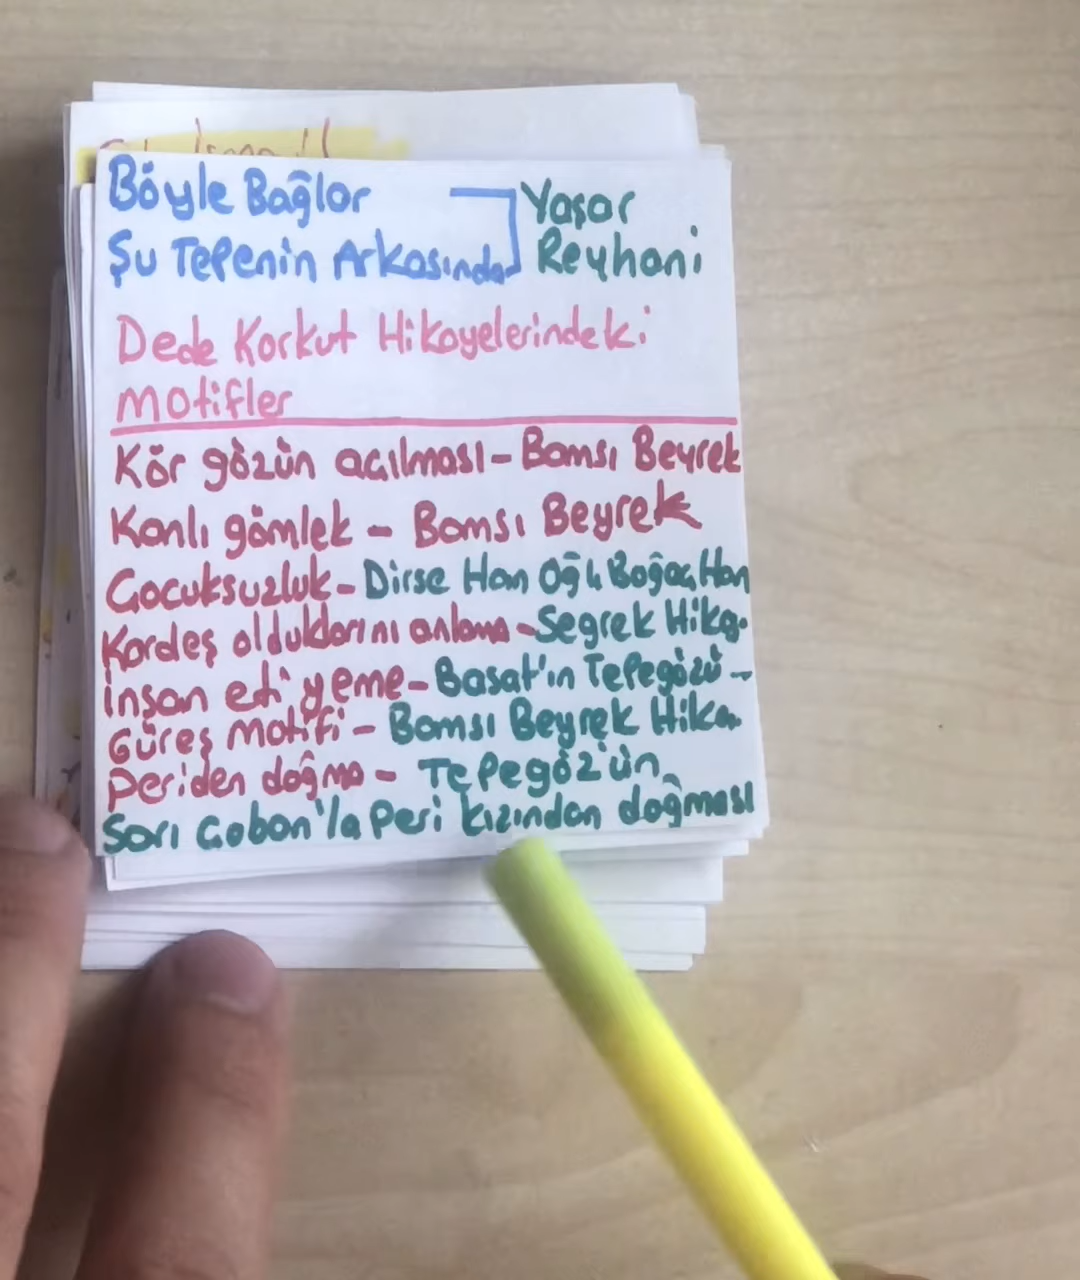 Böyle Bağlar
Yaşar
Şu Tepenin Arkasında
Reyhani
Dede Korkut Hikayelerindeki
Motifler
Kör gözün açılması - Bamsı Beyrek
Kanlı gömlek - Bamsı Beyrek
Çocuksuzluk - Dirse Han Oğlı Boğaç Han
Kardeş olduklarını anlama - Segrek Hika.
İnsan eti yeme - Basat'ın Tepegözü -
Güreş Motifi - Bamsı Beyrek Hika.
Periden doğma - Tepegöz'ün
Sarı Çoban'la Peri kızından doğması